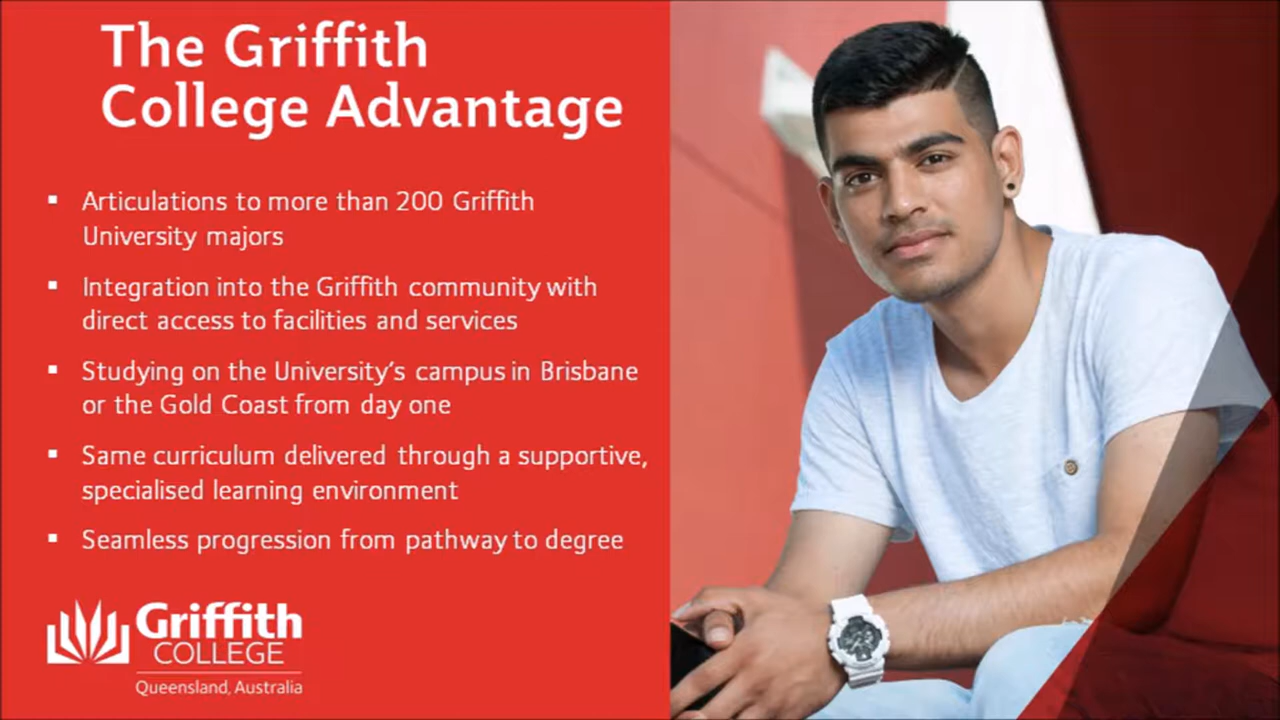 The Griffith
College Advantage
▪ Articulations to more than 200 Griffith
University majors
▪ Integration into the Griffith community with
direct access to facilities and services
▪ Studying on the University's campus in Brisbane
or the Gold Coast from day one
▪ Same curriculum delivered through a supportive,
specialised learning environment
▪ Seamless progression from pathway to degree
Griffith
COLLEGE
Queensland, Australia